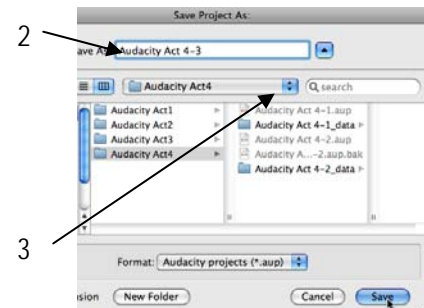 Save Project As:
2
ave As: Audacity Act 4-3
Audacity Act4
search
Audacity Act1
Audacity Act 4-1.aup
Audacity Act2
Audacity Act 4-1_data
Audacity Act3
Audacity Act 4-2.aup
Audacity Act4
Audacity A...-2.aup.bak
Audacity Act 4-2_data
3
Format: Audacity projects (*.aup)
nsion
New Folder
Cancel
Save